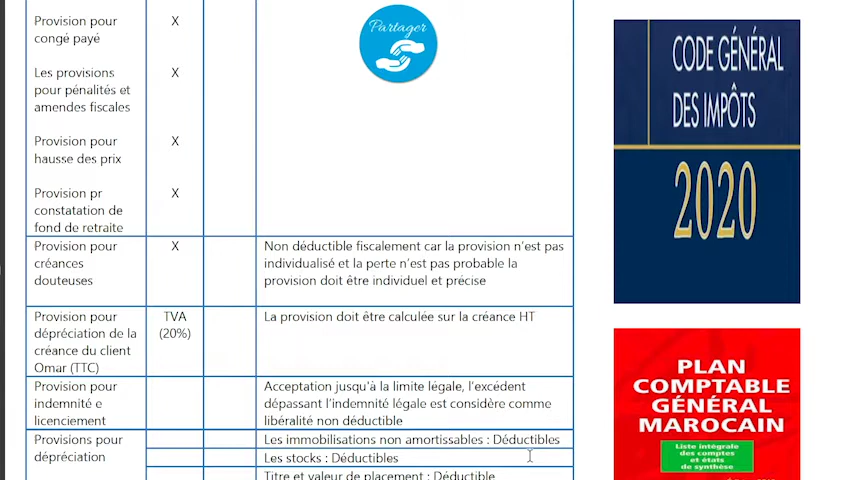 Provision pour
congé payé
X
Les provisions
pour pénalités et
amendes fiscales
X
Provision pour
hausse des prix
X
Provision pr
constatation de
fond de retraite
X
Partager
Provision pour
créances
douteuses
X
Non déductible fiscalement car la provision n'est pas
individualisé et la perte n'est pas probable la
provision doit être individuel et précise
Provision pour
dépréciation de la
créance du client
Omar (TTC)
TVA
(20%)
La provision doit être calculée sur la créance HT
Provision pour
indemnité e
licenciement
Acceptation jusqu'à la limite légale, l'excédent
dépassant l'indemnité légale est considère comme
libéralité non déductible
Provisions pour
dépréciation
Les immobilisations non amortissables : Déductibles
Les stocks : Déductibles
Titre et valeur de placement : Déductible
CODE GÉNÉRAL
DES IMPÔTS
2020
PLAN
COMPTABLE
GÉNÉRAL
MAROCAIN
Liste intégrale
des comptes
et états
de synthèse